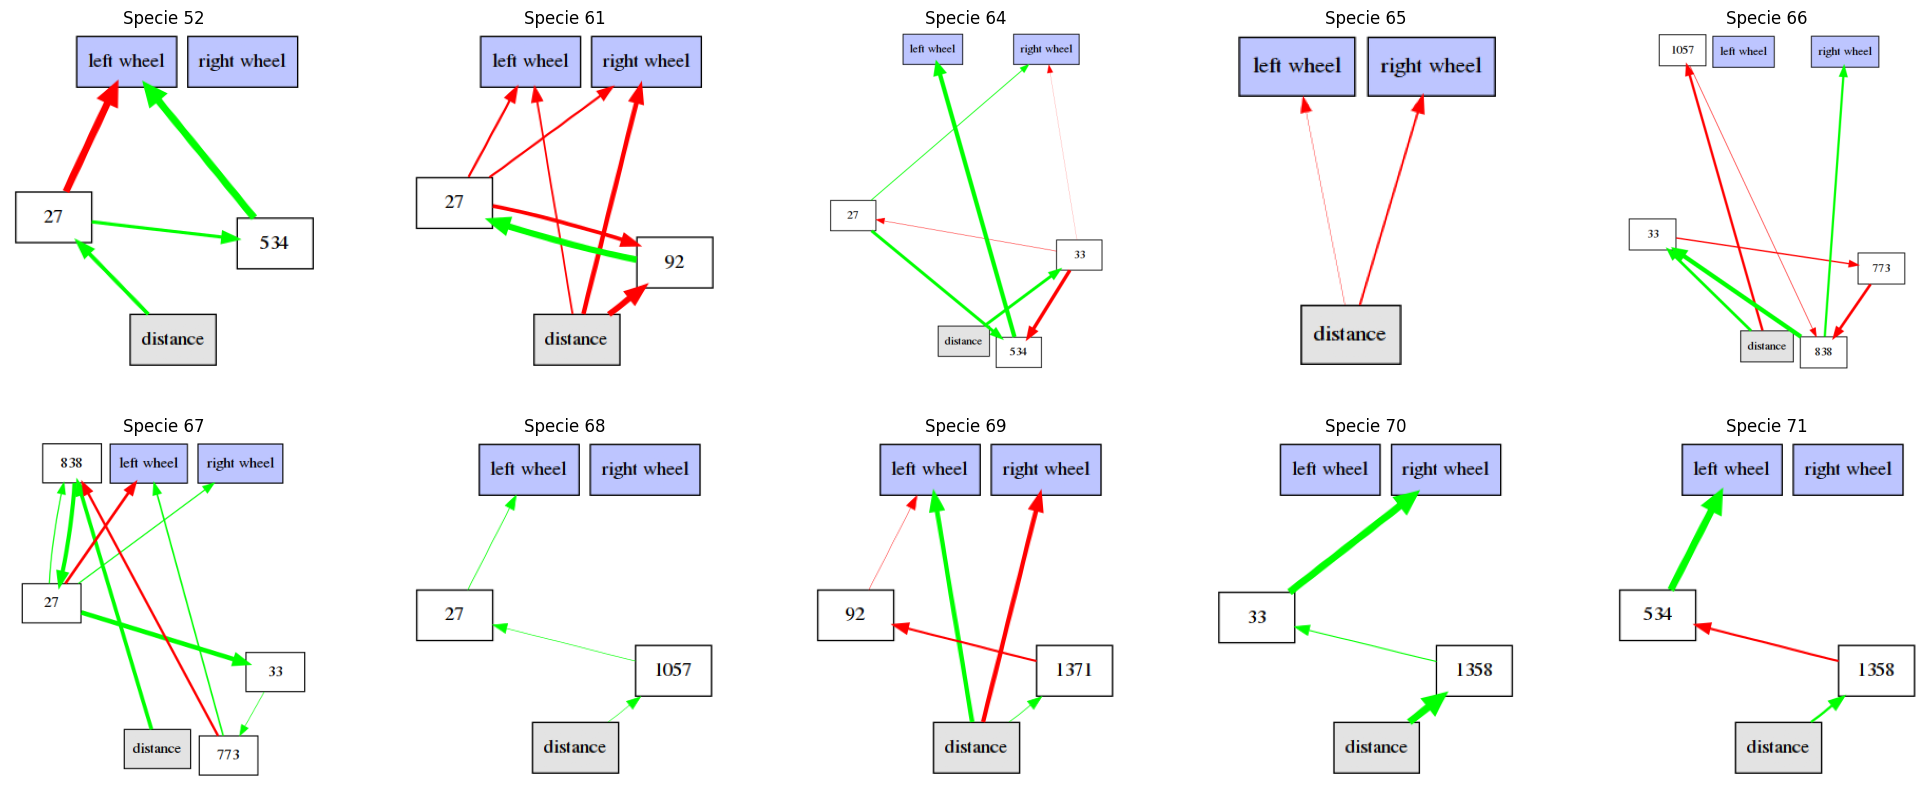 Specie 52
left wheel right wheel
27
534
distance
Specie 61
left wheel right wheel
27
92
distance
Specie 64
left wheel right wheel
27
33
distance
534
Specie 65
left wheel right wheel
distance
Specie 66
1057 left wheel right wheel
33
773
distance
838
Specie 67
838 left wheel right wheel
27
33
distance
773
Specie 68
left wheel right wheel
27
1057
distance
Specie 69
left wheel right wheel
92
1371
distance
Specie 70
left wheel right wheel
33
1358
distance
Specie 71
left wheel right wheel
534
1358
distance